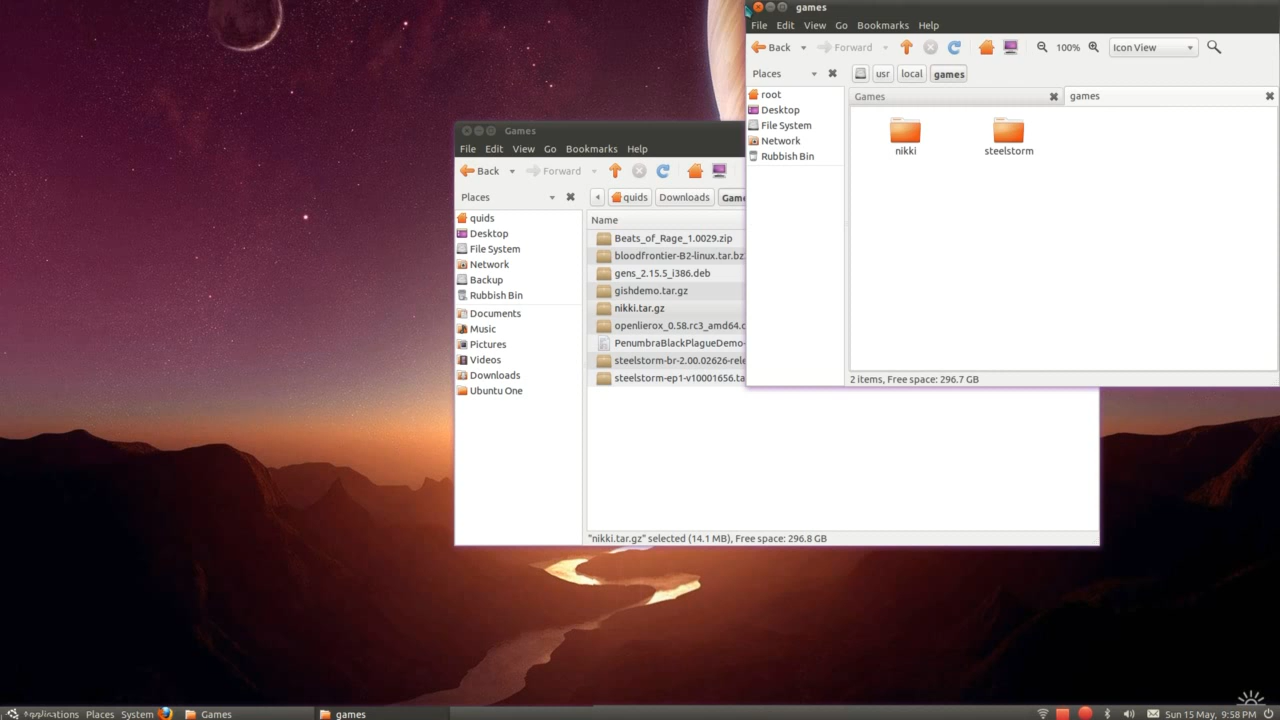 games
File Edit View Go Bookmarks Help
Back Forward 100% Icon View
Places usr local games
root
Desktop
File System
Network
Rubbish Bin
Games games
nikki steelstorm
2 items, Free space: 296.7 GB
Games
File Edit View Go Bookmarks Help
Back Forward
Places quids Downloads
quids
Desktop
File System
Network
Backup
Rubbish Bin
Documents
Music
Pictures
Videos
Downloads
Ubuntu One
Name
Beats_of_Rage_1.0029.zip
bloodfrontier-B2-linux.tar.bz
gens_2.15.5_i386.deb
gishdemo.tar.gz
nikki.tar.gz
openlierox_0.58.rc3_amd64.
PenumbraBlackPlagueDemo-
steelstorm-br-2.00.02626-rele
steelstorm-ep1-v10001656.ta
"nikki.tar.gz" selected (14.1 MB), Free space: 296.8 GB
Applications Places System Games games Sun 15 May, 9:58 PM